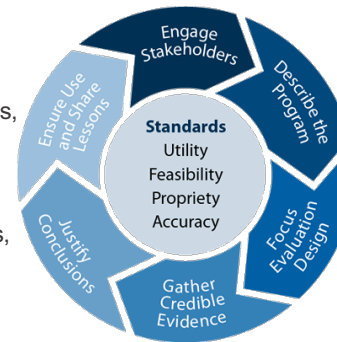 Engage
Stakeholders
Describe the
Program
Focus
Evaluation
Design
Gather
Credible
Evidence
Justify
Conclusions
Ensure Use
and Share
Lessons
Standards
Utility
Feasibility
Propriety
Accuracy
s,
s,